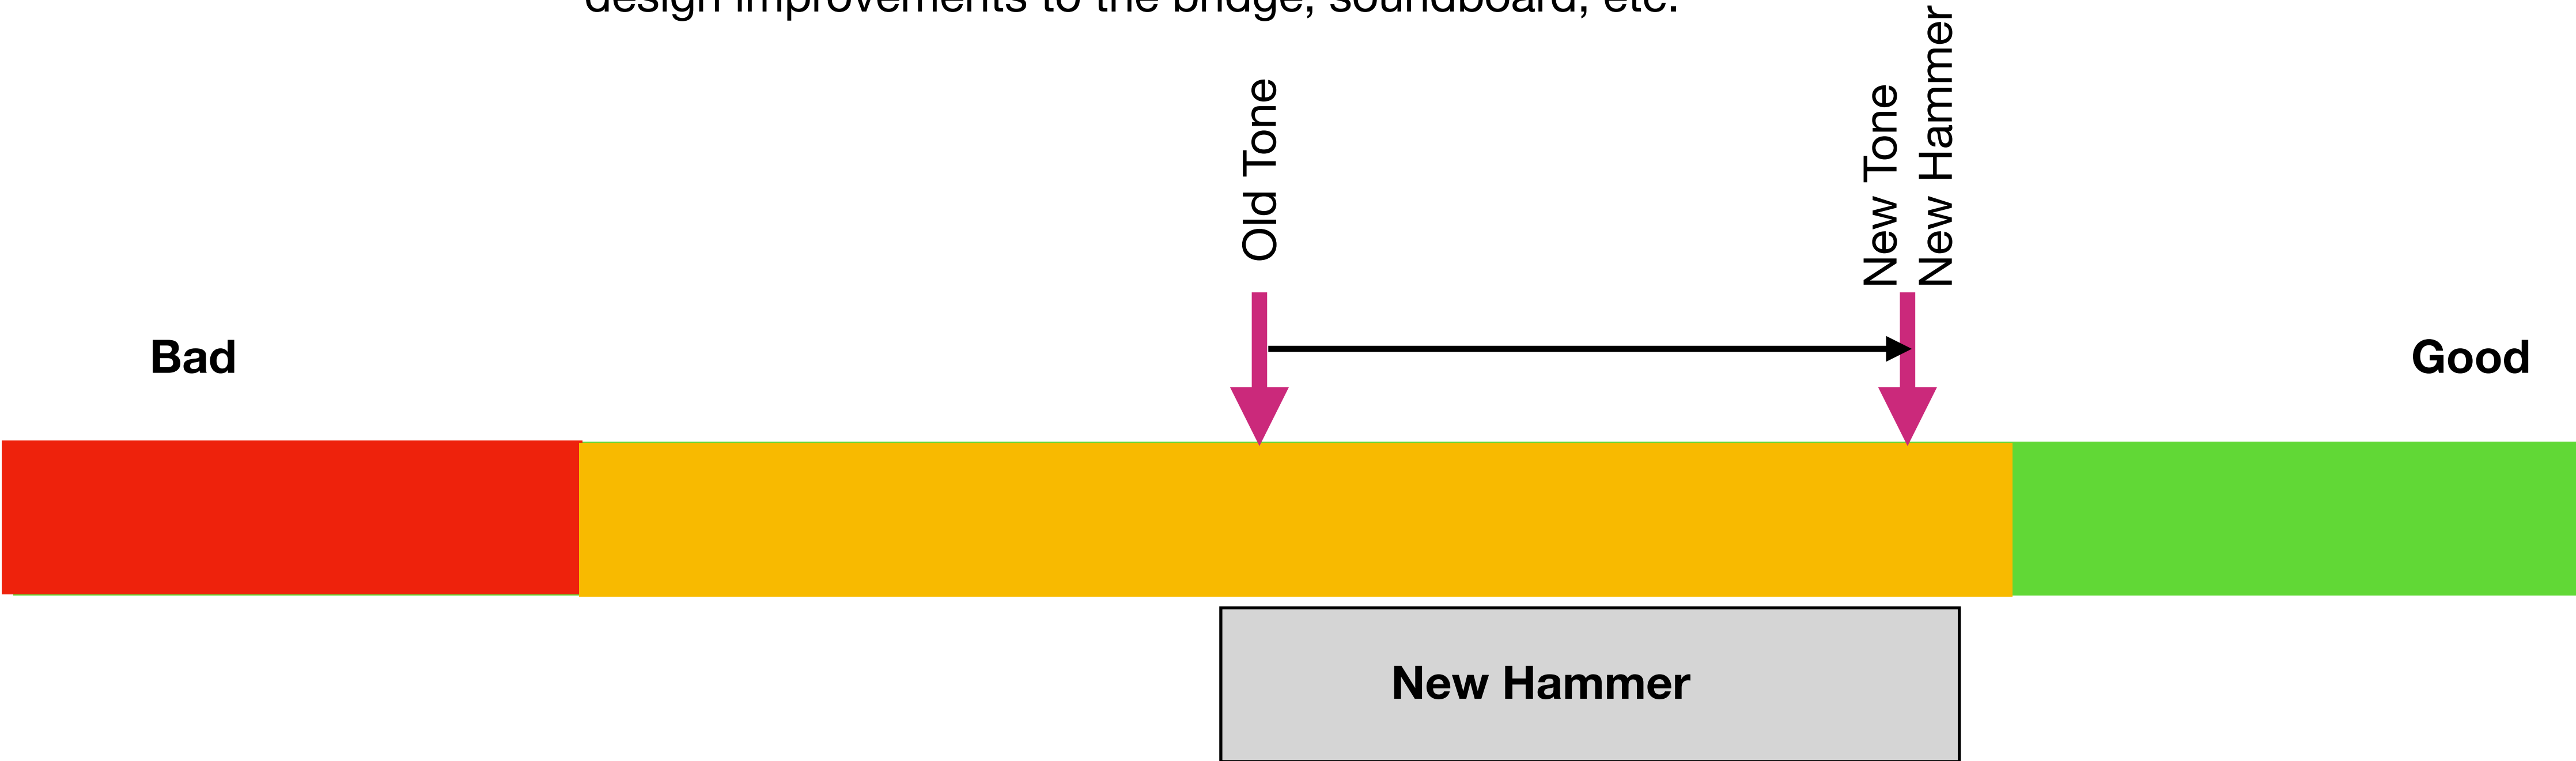 design improvements to the bridge, soundboard, etc.
Old Tone
New Tone
New Hammer
Bad
Good
New Hammer